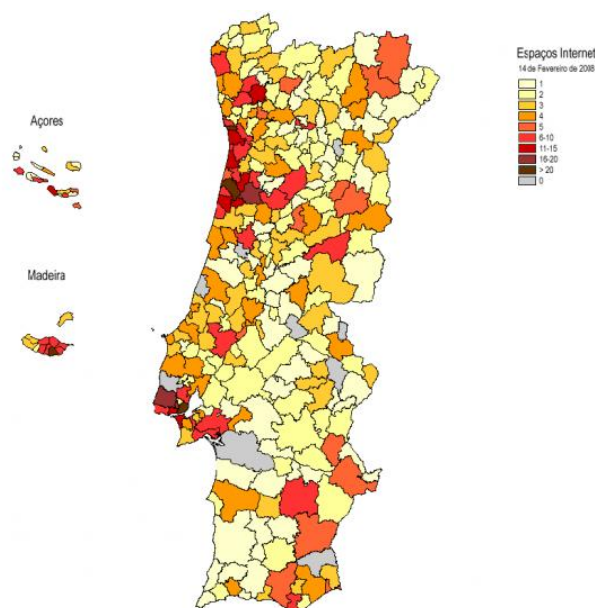 Espaços Internet
14 de Fevereiro de 2008
1
2
3
4
5
6-10
11-15
16-20
> 20
0
Açores
Madeira